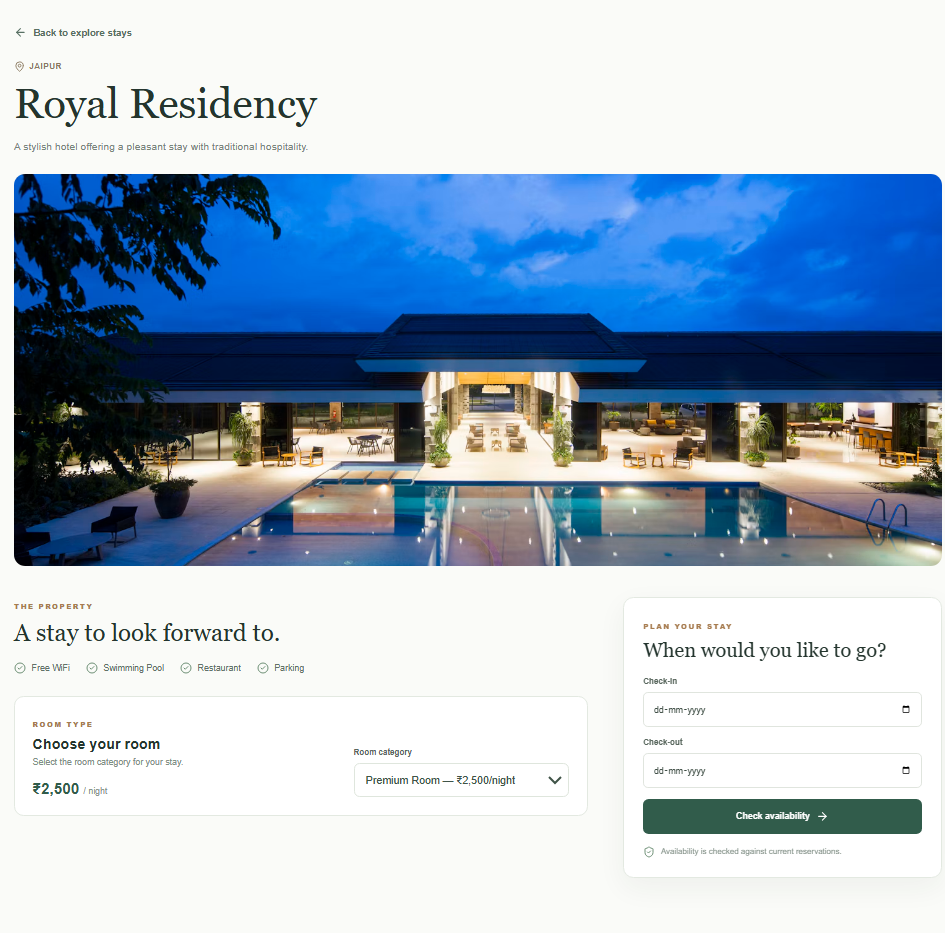 Back to explore stays
JAIPUR
Royal Residency
A stylish hotel offering a pleasant stay with traditional hospitality.
THE PROPERTY
A stay to look forward to.
Free WiFi Swimming Pool Restaurant Parking
ROOM TYPE
Choose your room
Select the room category for your stay.
₹2,500 / night
Room category
Premium Room — ₹2,500/night
PLAN YOUR STAY
When would you like to go?
Check-in
dd-mm-yyyy
Check-out
dd-mm-yyyy
Check availability
Availability is checked against current reservations.